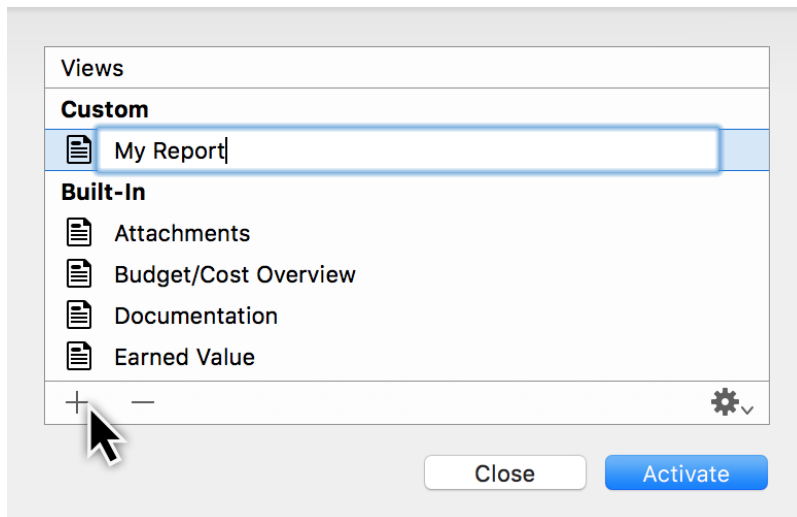 Views
Custom
My Report
Built-In
Attachments
Budget/Cost Overview
Documentation
Earned Value
Close
Activate